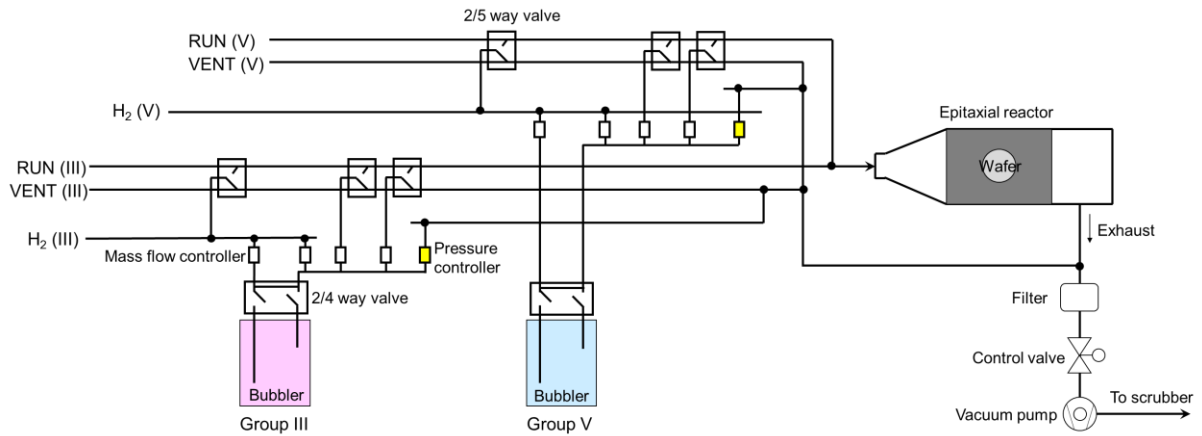 2/5 way valve
RUN (V)
VENT (V)
H₂ (V)
Epitaxial reactor
Wafer
RUN (III)
VENT (III)
H₂ (III)
Exhaust
Mass flow controller
Pressure
controller
2/4 way valve
Filter
Control valve
Bubbler
Bubbler
To scrubber
Vacuum pump
Group III
Group V